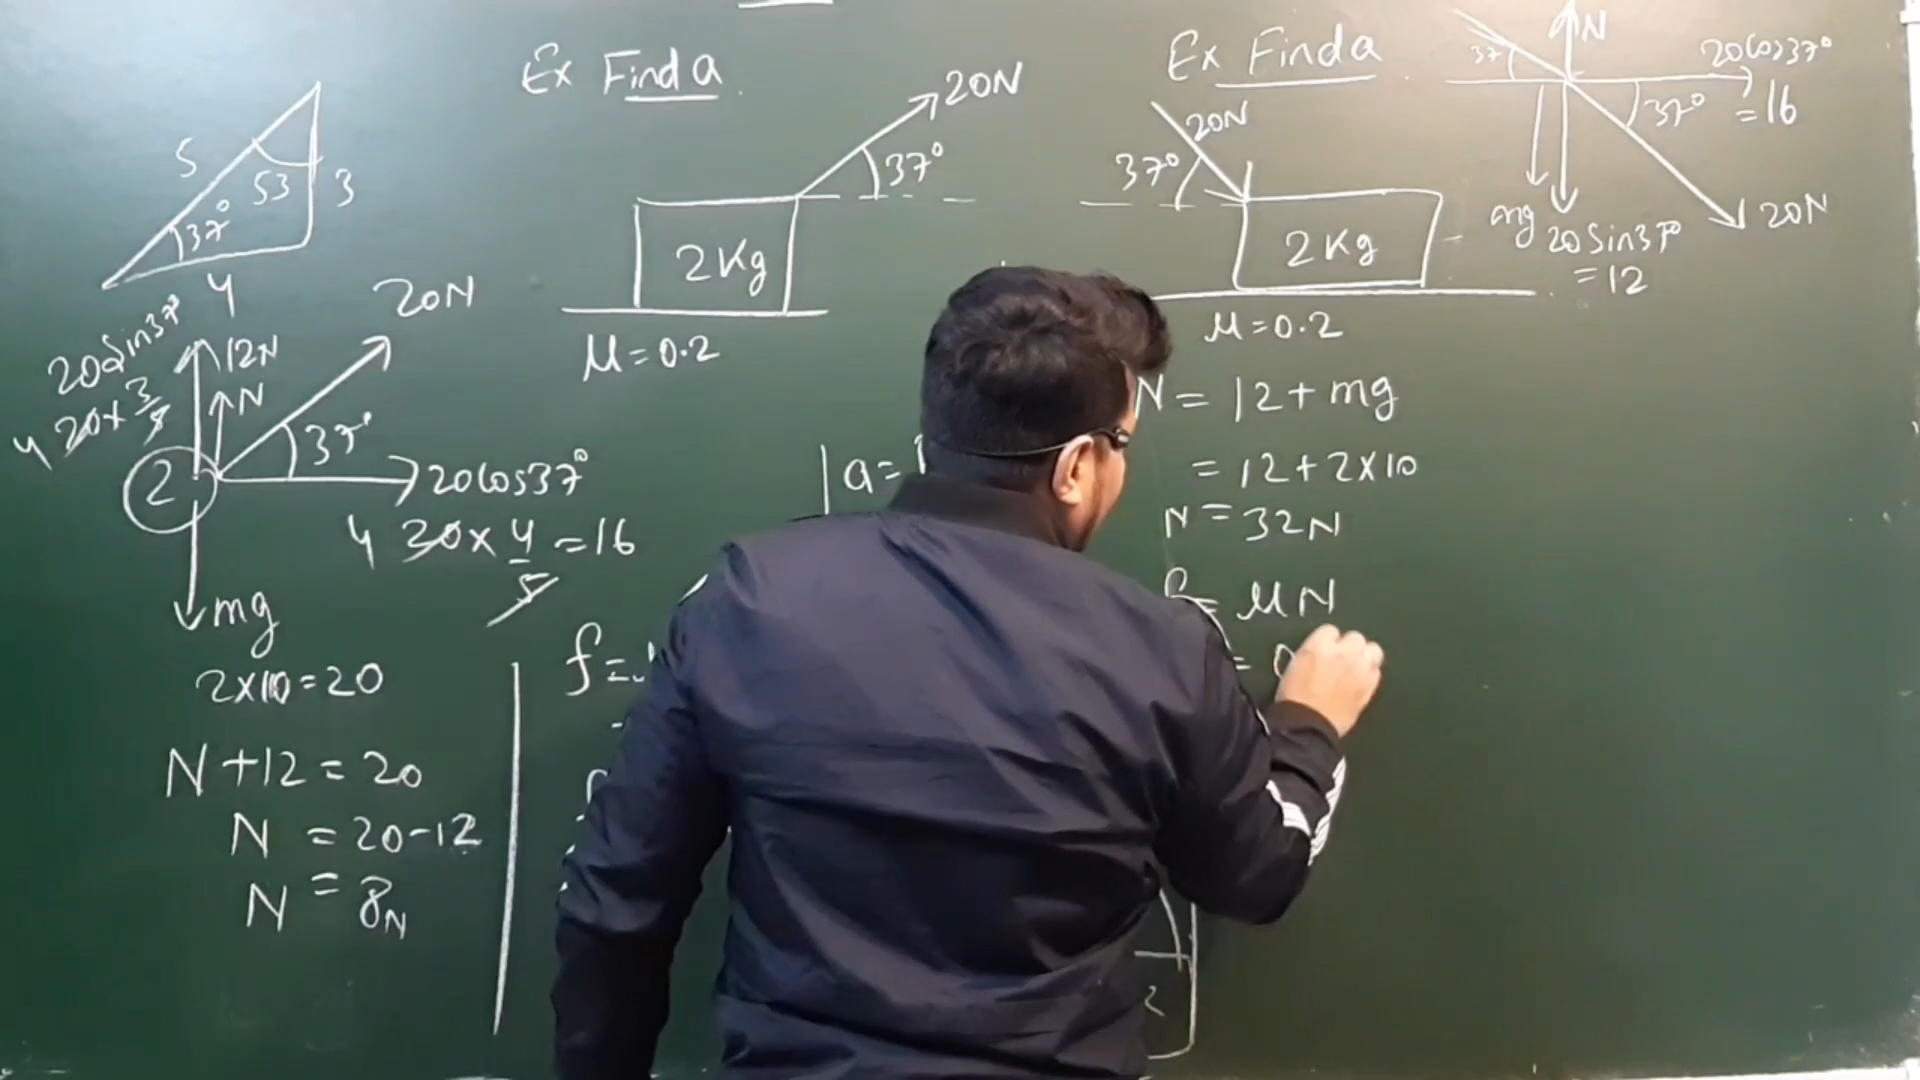 5
53
3
37°
4
20Sin37°
20×3/5
4
12N
N
20N
37°
2
20Cos37°
4 30×4/5=16
mg
2×10=20
N+12=20
N =20-12
N =8N
Ex Find a
20N
37°
2Kg
μ=0.2
a=
f=
Ex Find a
20N
37°
2Kg
μ=0.2
N
37
20Cos37°
=16
37°
mg
20Sin37°
=12
20N
N = 12+mg
= 12+2×10
N = 32N
= μN
= 0